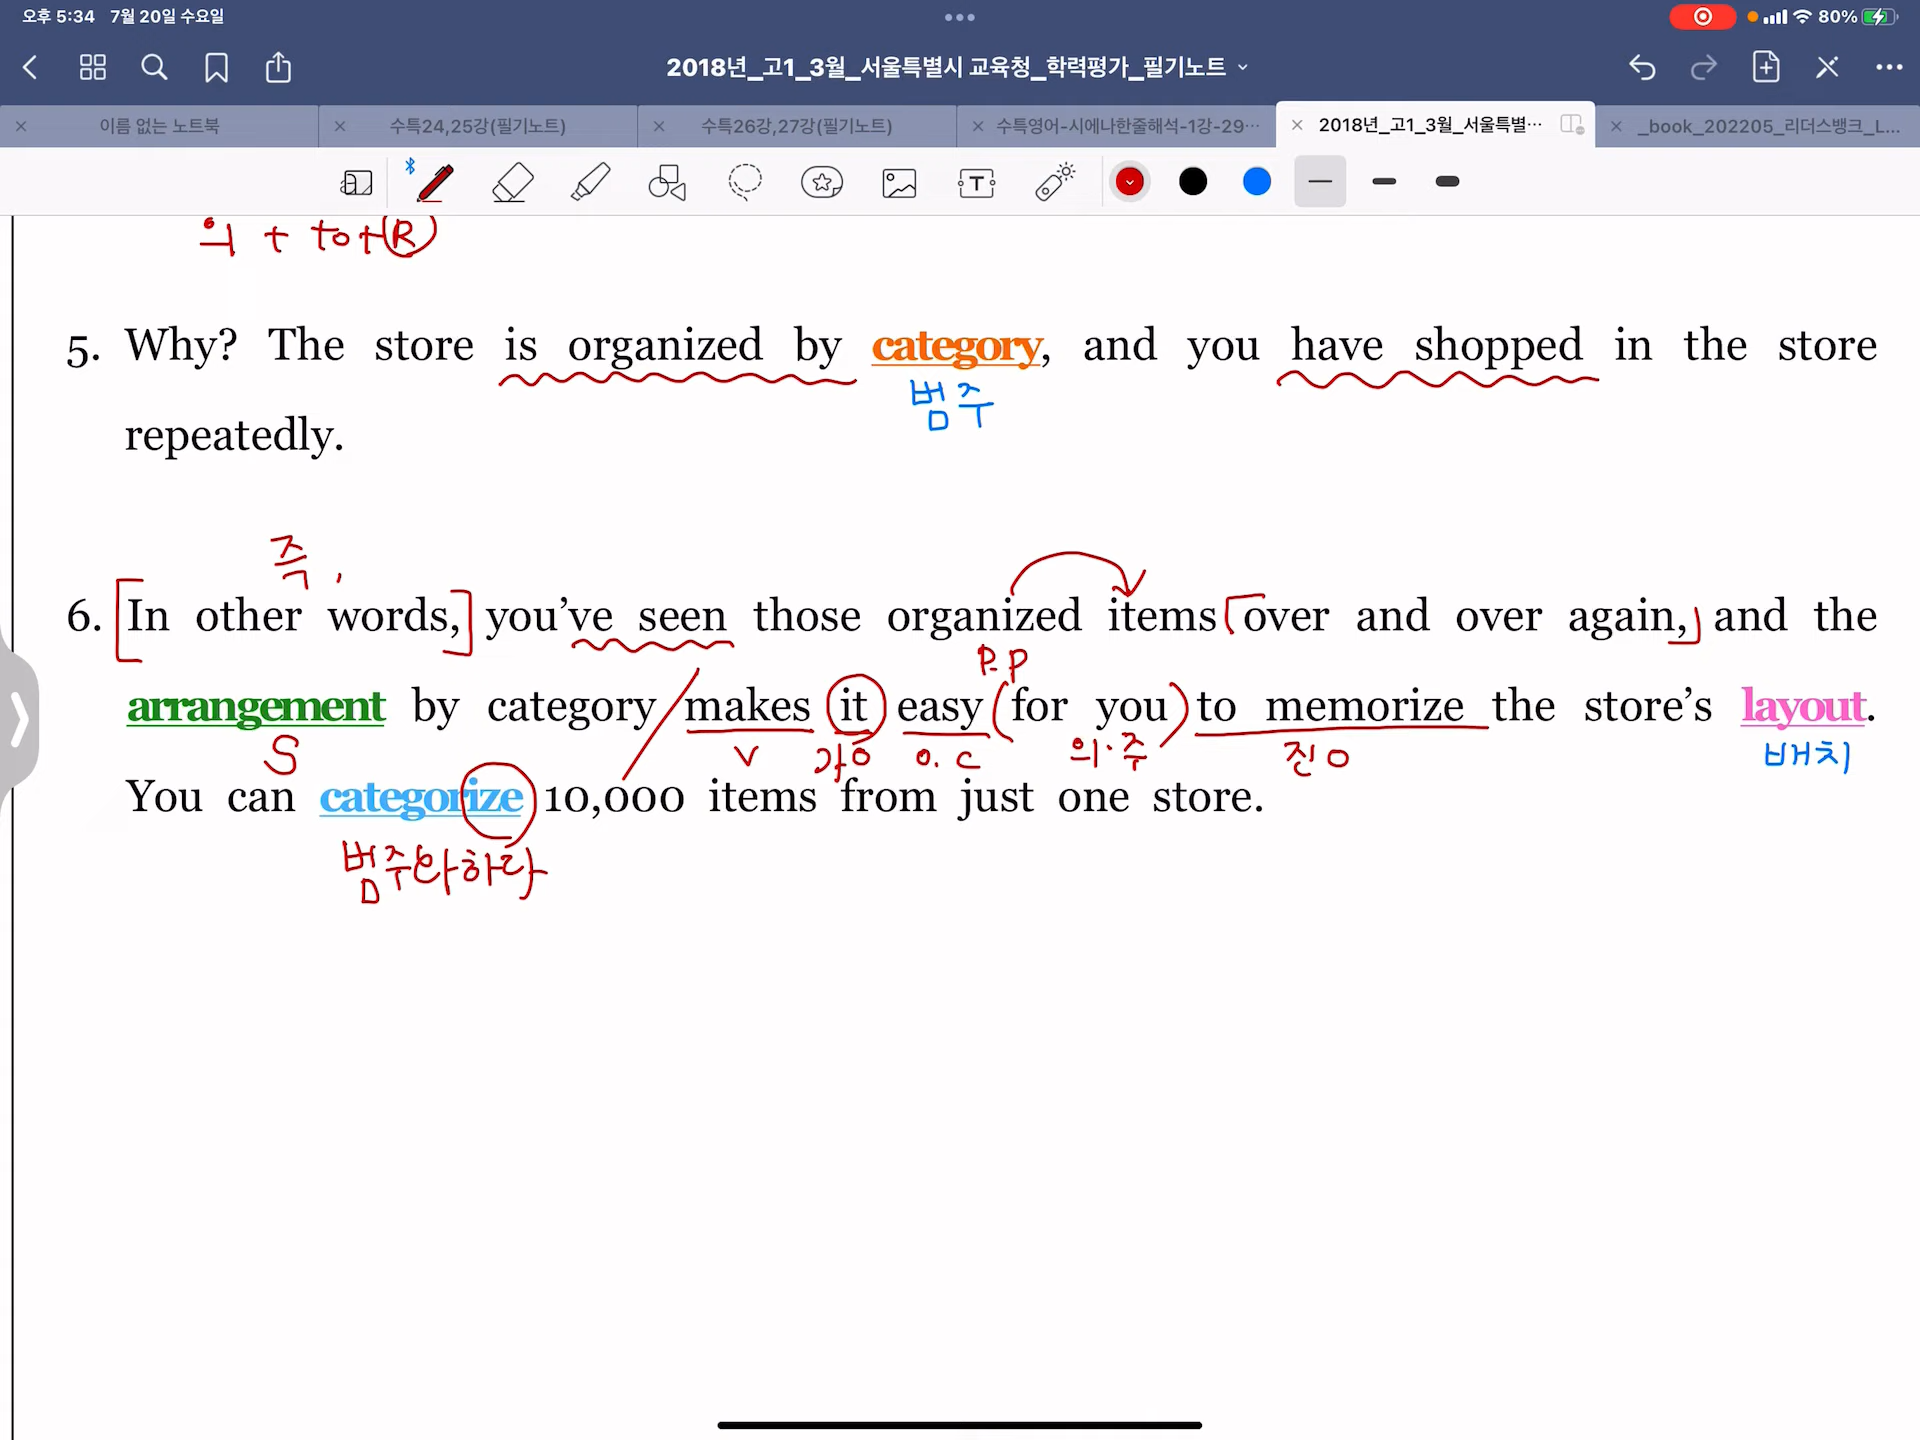 오후 5:34 7월 20일 수요일
80%
2018년_고1_3월_서울특별시 교육청_학력평가_필기노트
이름 없는 노트북
수특24,25강(필기노트)
수특26강,27강(필기노트)
수특영어-시에나한줄해석-1강-29…
2018년_고1_3월_서울특별…
_book_202205_리더스뱅크_L...
의 + to+R
5. Why? The store is organized by category, and you have shopped in the store
범주
repeatedly.
즉,
6. [In other words,] you've seen those organized items over and over again, and the
p.p
arrangement by category / makes it easy (for you) to memorize the store's layout.
S V 가O O.C 의·주 진O 배치
You can categorize 10,000 items from just one store.
범주화하다